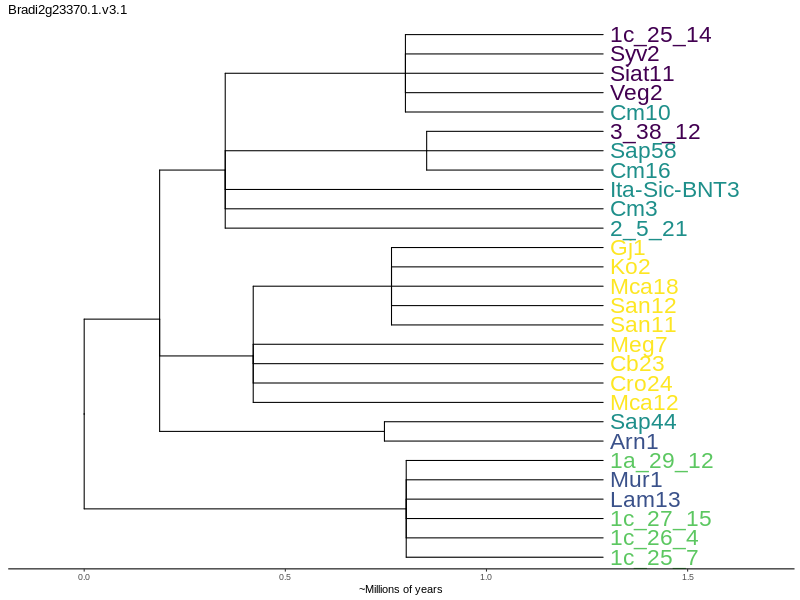 Bradi2g23370.1.v3.1
1c_25_14
Syv2
Siat11
Veg2
Cm10
3_38_12
Sap58
Cm16
Ita-Sic-BNT3
Cm3
2_5_21
Gj1
Ko2
Mca18
San12
San11
Meg7
Cb23
Cro24
Mca12
Sap44
Arn1
1a_29_12
Mur1
Lam13
1c_27_15
1c_26_4
1c_25_7
0.0 0.5 1.0 1.5
~Millions of years